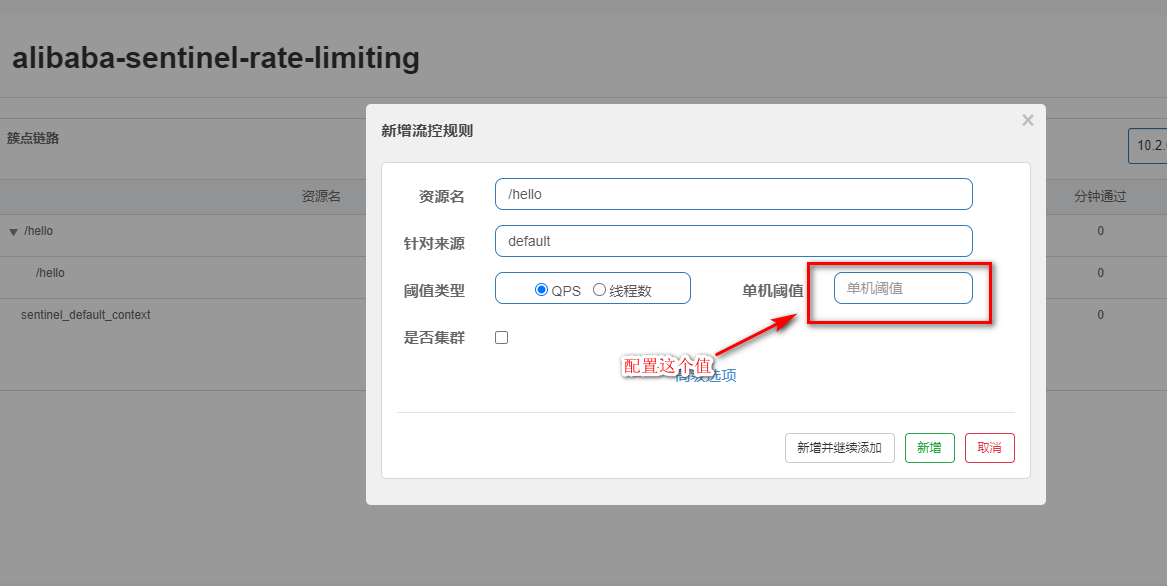 alibaba-sentinel-rate-limiting
簇点链路
10.2.
资源名
分钟通过
/hello
0
/hello
0
sentinel_default_context
0
新增流控规则
×
资源名
/hello
针对来源
default
阈值类型
QPS
线程数
单机阈值
单机阈值
是否集群
配置这个值
高级选项
新增并继续添加
新增
取消